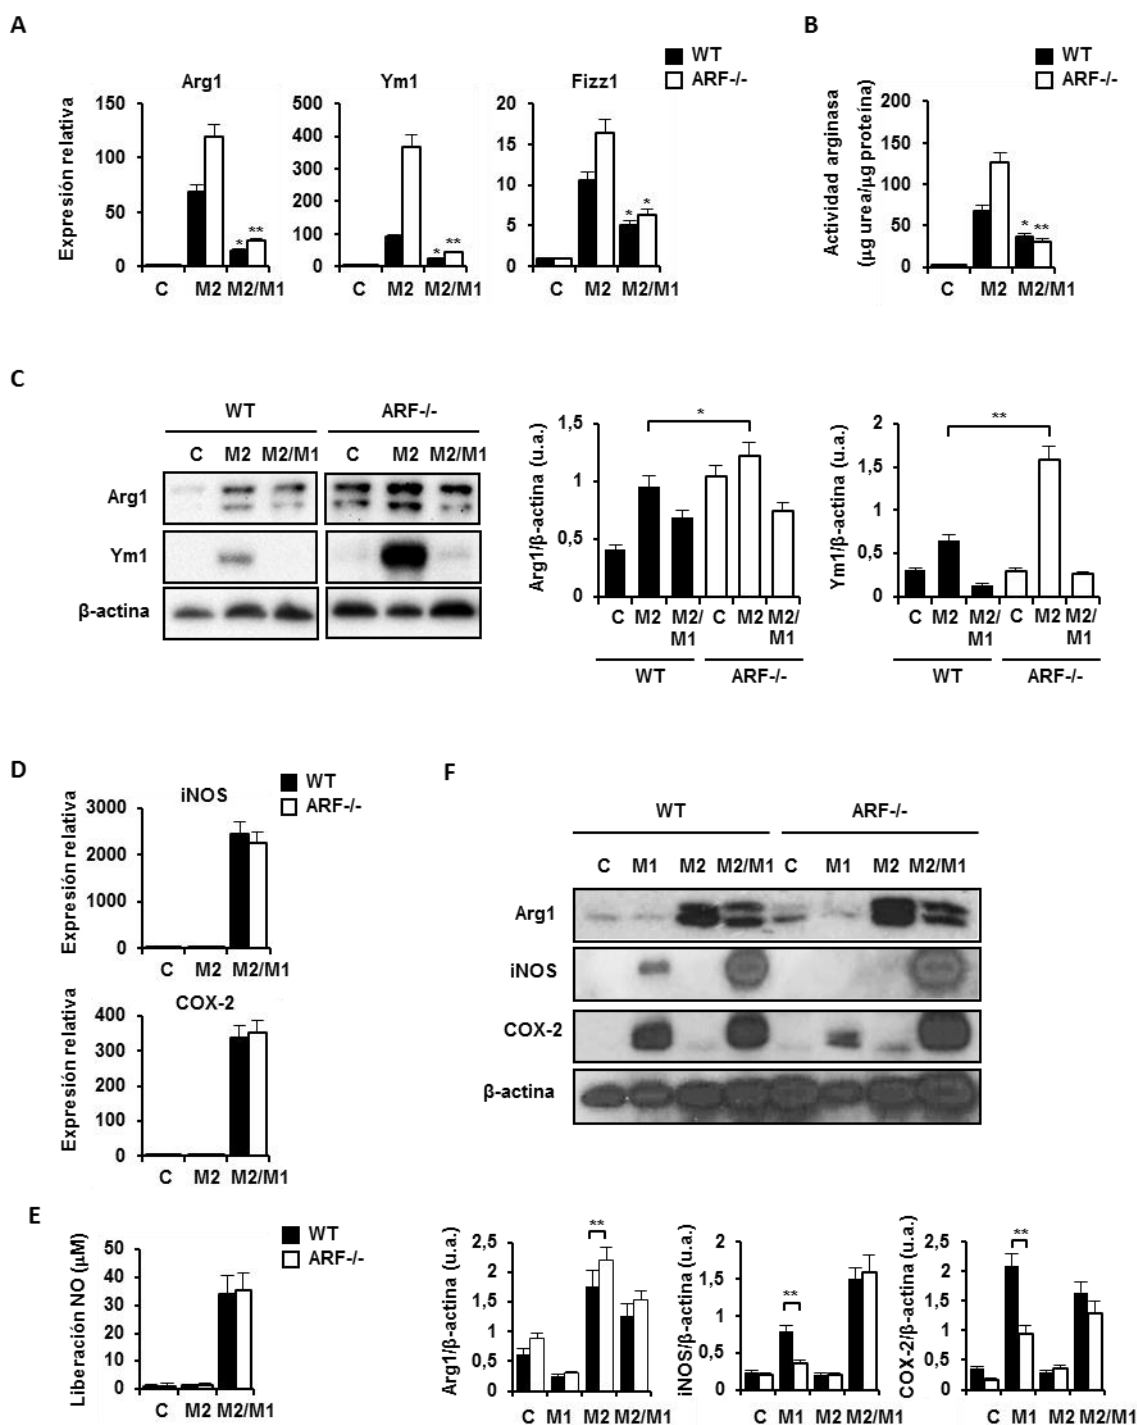 A
B
WT
ARF-/-
WT
ARF-/-
Arg1
Ym1
Fizz1
Expresión relativa
150
100
50
0
C M2 M2/M1
500
400
300
200
100
0
C M2 M2/M1
20
15
10
5
0
C M2 M2/M1
* **
* **
* *
Actividad arginasa
(µg urea/µg proteína)
200
150
100
50
0
* **
C M2 M2/M1
C
WT ARF-/-
C M2 M2/M1 C M2 M2/M1
Arg1
Ym1
β-actina
Arg1/β-actina (u.a.)
1,5
1
0,5
0
*
C M2 M2/ C M2 M2/
M1 M1
WT ARF-/-
Ym1/β-actina (u.a.)
2
1,5
1
0,5
0
**
C M2 M2/ C M2 M2/
M1 M1
WT ARF-/-
D
WT
ARF-/-
iNOS
Expresión relativa
3000
2000
1000
0
C M2 M2/M1
COX-2
Expresión relativa
400
300
200
100
0
C M2 M2/M1
F
WT ARF-/-
C M1 M2 M2/M1 C M1 M2 M2/M1
Arg1
iNOS
COX-2
β-actina
E
WT
ARF-/-
Liberación NO (µM)
50
40
30
20
10
0
C M2 M2/M1
Arg1/β-actina (u.a.)
2,5
2
1,5
1
0,5
0
**
C M1 M2 M2/M1
iNOS/β-actina (u.a.)
2
1,5
1
0,5
0
**
C M1 M2 M2/M1
COX-2/β-actina (u.a.)
2,5
2
1,5
1
0,5
0
**
C M1 M2 M2/M1